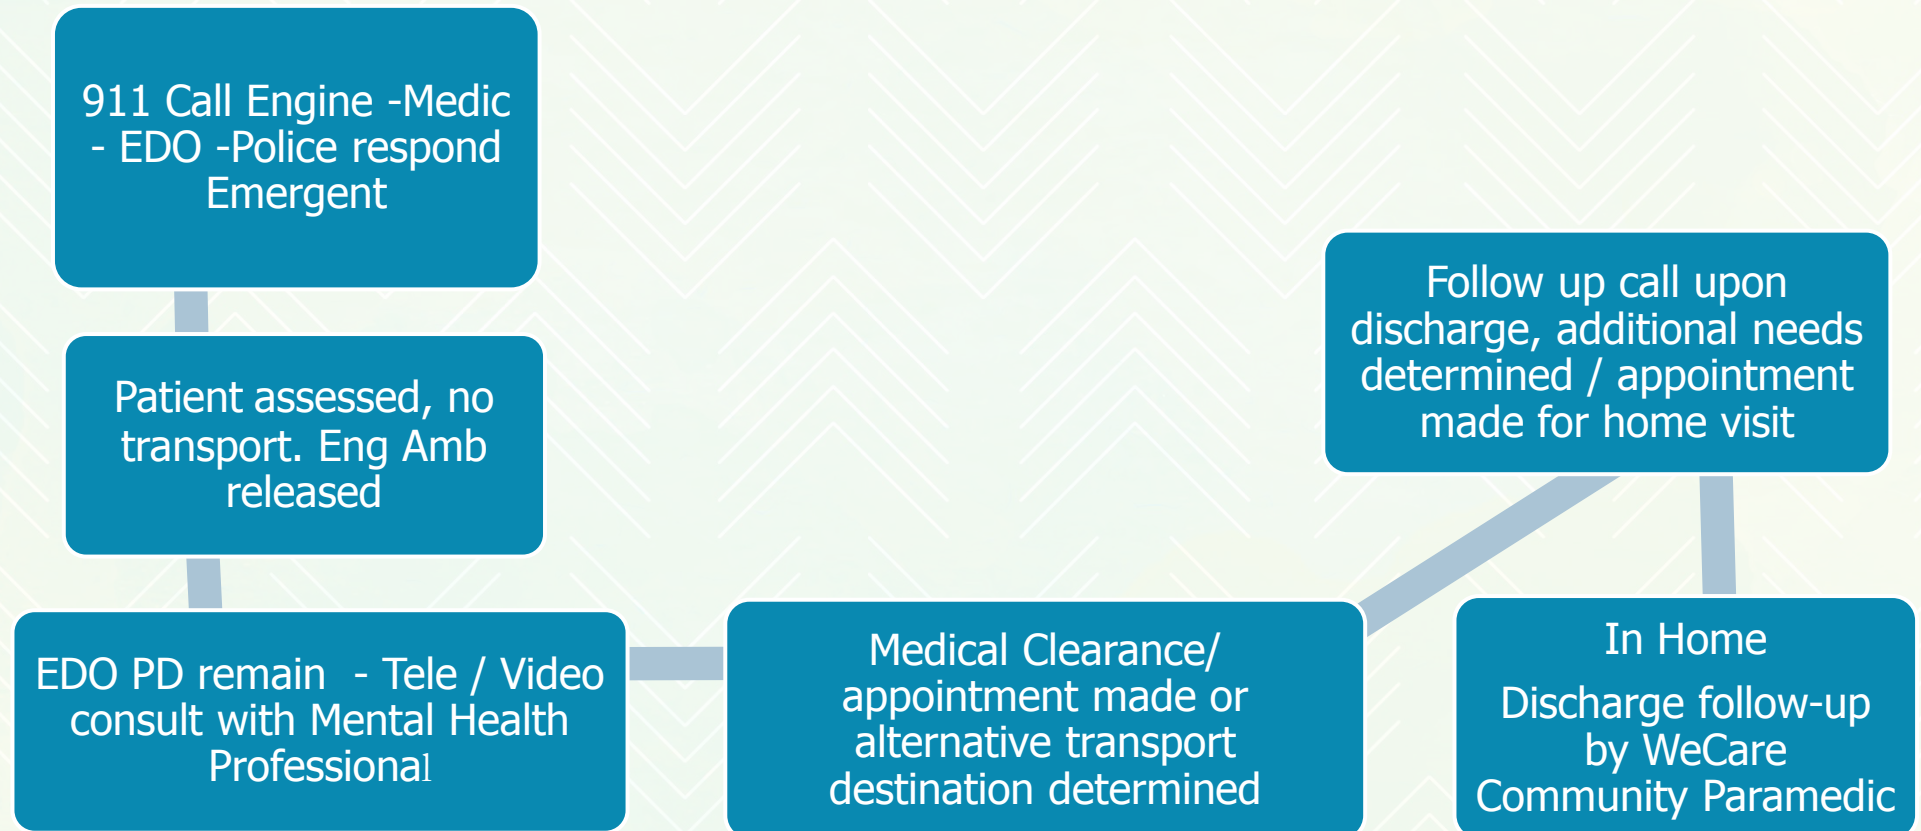 911 Call Engine -Medic
- EDO -Police respond
Emergent
Patient assessed, no
transport. Eng Amb
released
EDO PD remain  - Tele / Video
consult with Mental Health
Professional
Medical Clearance/
appointment made or
alternative transport
destination determined
Follow up call upon
discharge, additional needs
determined / appointment
made for home visit
In Home
Discharge follow-up
by WeCare
Community Paramedic